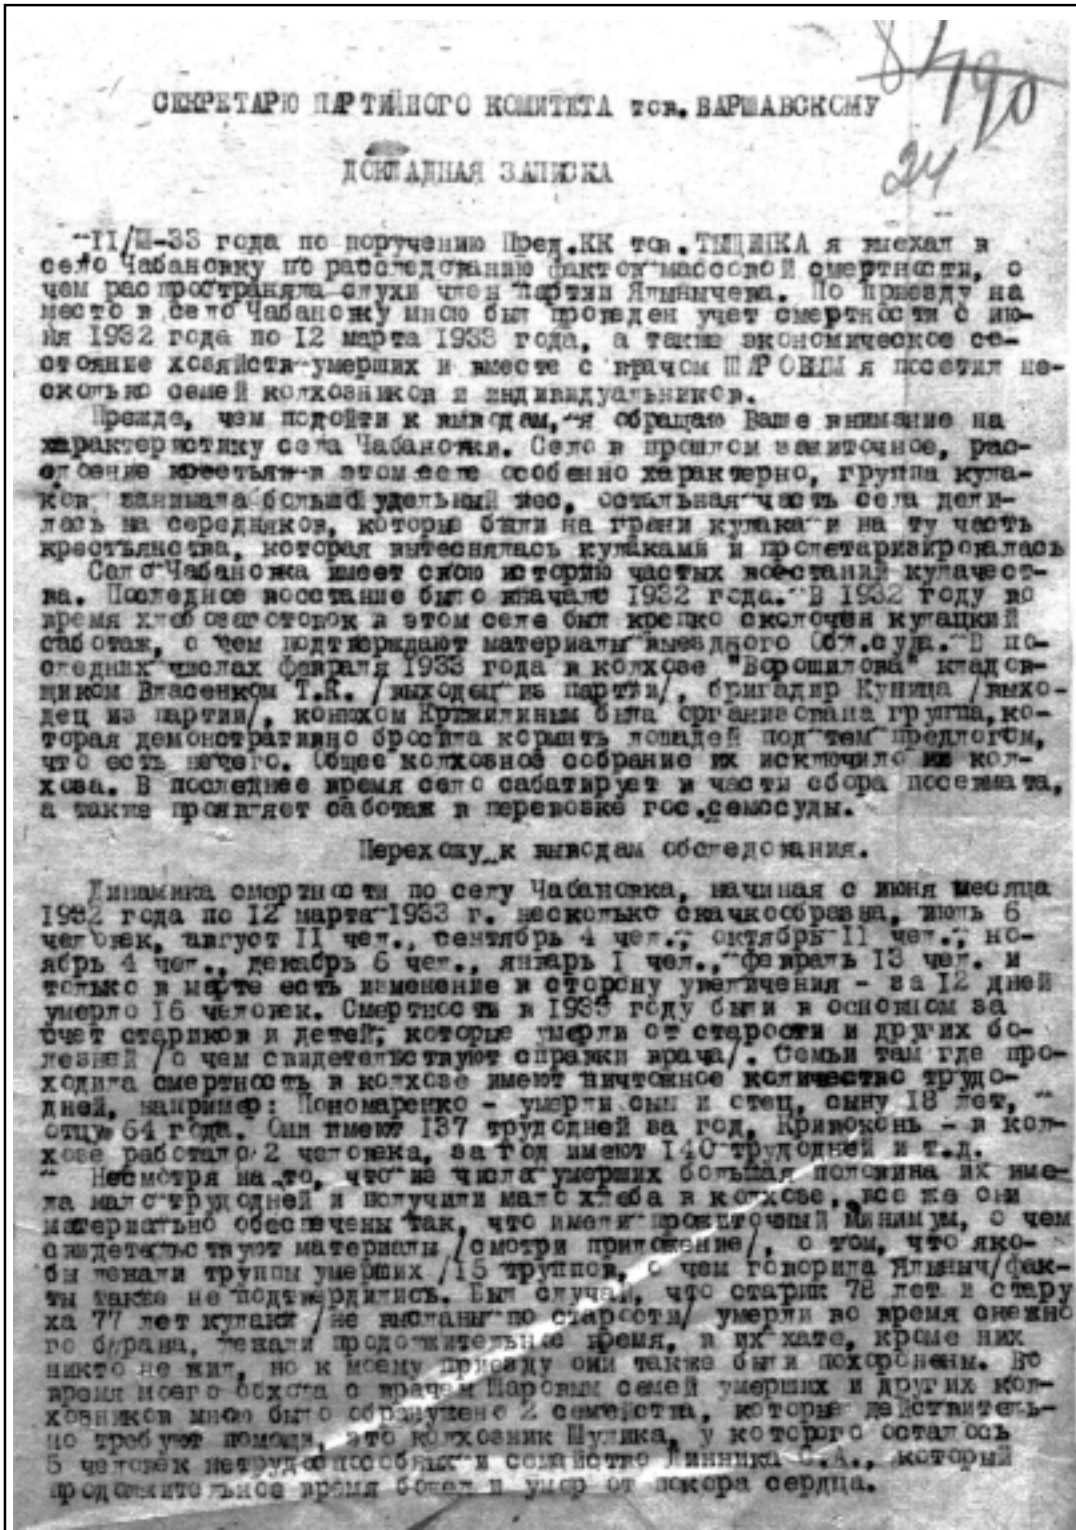 190
24
СЕКРЕТАРЮ ПАРТИЙНОГО КОМИТЕТА тов. ВАРШАВСКОМУ
ДОКЛАДНАЯ ЗАПИСКА
11/Ш-33 года по поручению Пред.КК тов. я выехал в
село Чабановку по расследованию фактов массовой смертности, о
чем распространяла слухи член партии Ялынычева. По приезду на
место в село Чабановку мною был проведен учет смертности с ию-
ня 1932 года по 12 марта 1933 года, а также экономическое со-
стояние хозяйств умерших и вместе с врачом ШАРОВЫМ я посетил не-
сколько семей колхозников и индивидуальников.
Прежде, чем подойти к выводам, я обращаю Ваше внимание на
характеристику села Чабановки. Село в прошлом зажиточное, рас-
слоение крестьян в этом селе особенно характерно, группа кула-
ков занимала большой удельный вес, остальная часть села дели-
лась на середняков, которые были на грани кулака и на ту часть
крестьянства, которая вытеснялась кулаками и пролетаризировалась
Село Чабановка имеет свою историю частых восстаний кулачест-
ва. Последнее восстание было вначале 1932 года. В 1932 году во
время хлебозаготовок в этом селе был крепко сколочен кулацкий
саботаж, о чем подтверждают материалы выездного Обл.суда. В по-
следних числах февраля 1933 года в колхозе "Ворошилова" кладов-
щиком Власенком Т.К. /выходец из партии/, бригадир Куница /выхо-
дец из партии/, конюхом Крижилиным была организована группа, ко-
торая демонстративно бросила кормить лошадей под тем предлогом,
что есть нечего. Общее колхозное собрание их исключило из кол-
хоза. В последнее время село сабатирует в части сбора посевмата,
а также проявляет саботаж в перевозке гос.семссуды.
Перехожу к выводам обследования.
Динамика смертности по селу Чабановка, начиная с июня месяца
1932 года по 12 марта 1933 г. несколько скачкообразна, июль 6
человек, август 11 чел., сентябрь 4 чел., октябрь 11 чел., но-
ябрь 4 чел., декабрь 6 чел., январь 1 чел., февраль 13 чел. и
только в марте есть изменение в сторону увеличения - за 12 дней
умерло 16 человек. Смертность в 1933 году были в основном за
счет стариков и детей, которые умерли от старости и других бо-
лезней /о чем свидетельствуют справки врача/. Семьи там где про-
ходила смертность в колхозе имеют ничтожное количество трудо-
дней, например: Пономаренко - умерли сын и отец, сыну 18 лет,
отцу 64 года. Они имеют 137 трудодней за год, Кривоконь - в кол-
хозе работало 2 человека, за год имеют 140 трудодней и т.д.
Несмотря на то, что из числа умерших большая половина их име-
ла мало трудодней и получили мало хлеба в колхозе, все же они
материально обеспечены так, что имели прожиточный минимум, о чем
свидетельствуют материалы /смотри приложение/, о том, что яко-
бы лежали труппы умерших /15 труппов, о чем говорила Ялыныч/ фак-
ты также не подтвердились. Был случай, что старик 78 лет и стару
ха 77 лет кулаки /не высланы по старости/ умерли во время снежно
го бурана, лежали продолжительное время, в их хате, кроме них
никто не жил, но к моему приезду они также были похоронены. Во
время моего обхода с врачем Шаровым семей умерших и других кол-
хозников мною было обранужено 2 семейства, которые действитель-
но требуют помощи, это колхозник Шулика, у которого осталось
5 человек нетрудоспособных и семейство Линника С.А., который
продолжительное время болел и умер от покора сердца.